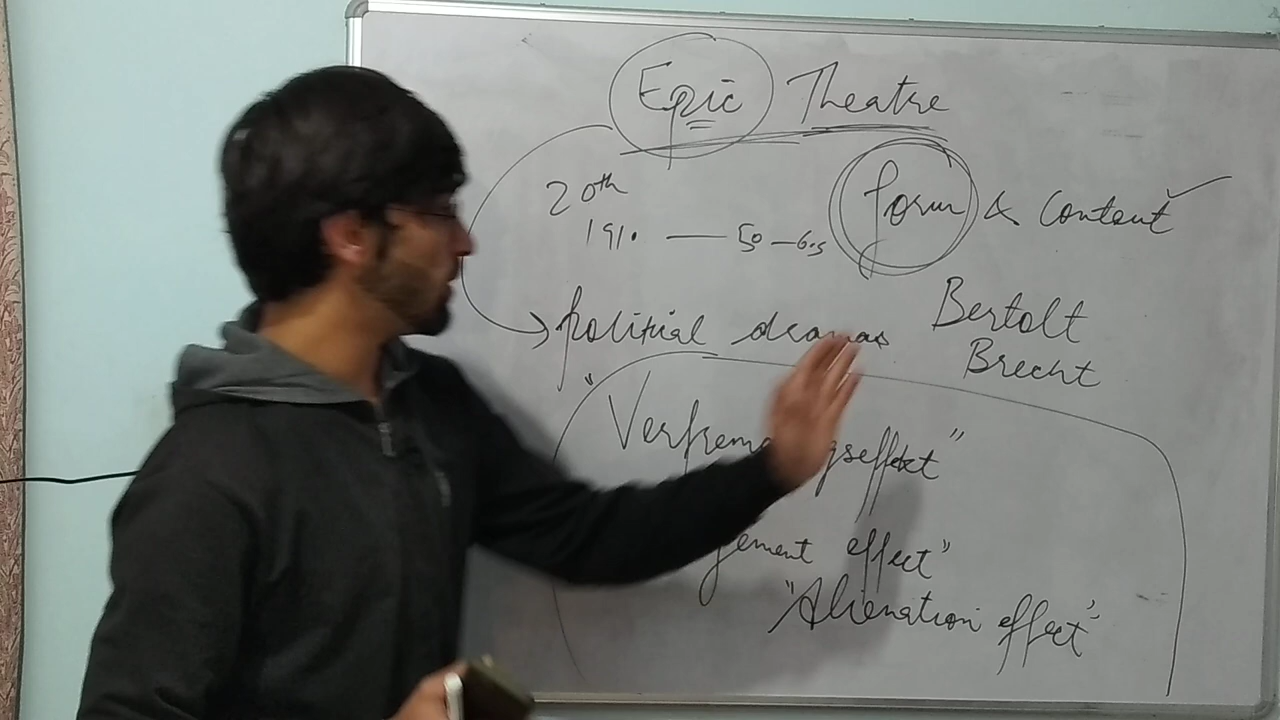 Epic Theatre
20th
1910 — 50-60s
form & Content
political dramas
Bertolt
Brecht
effect"
"Alienation effect"